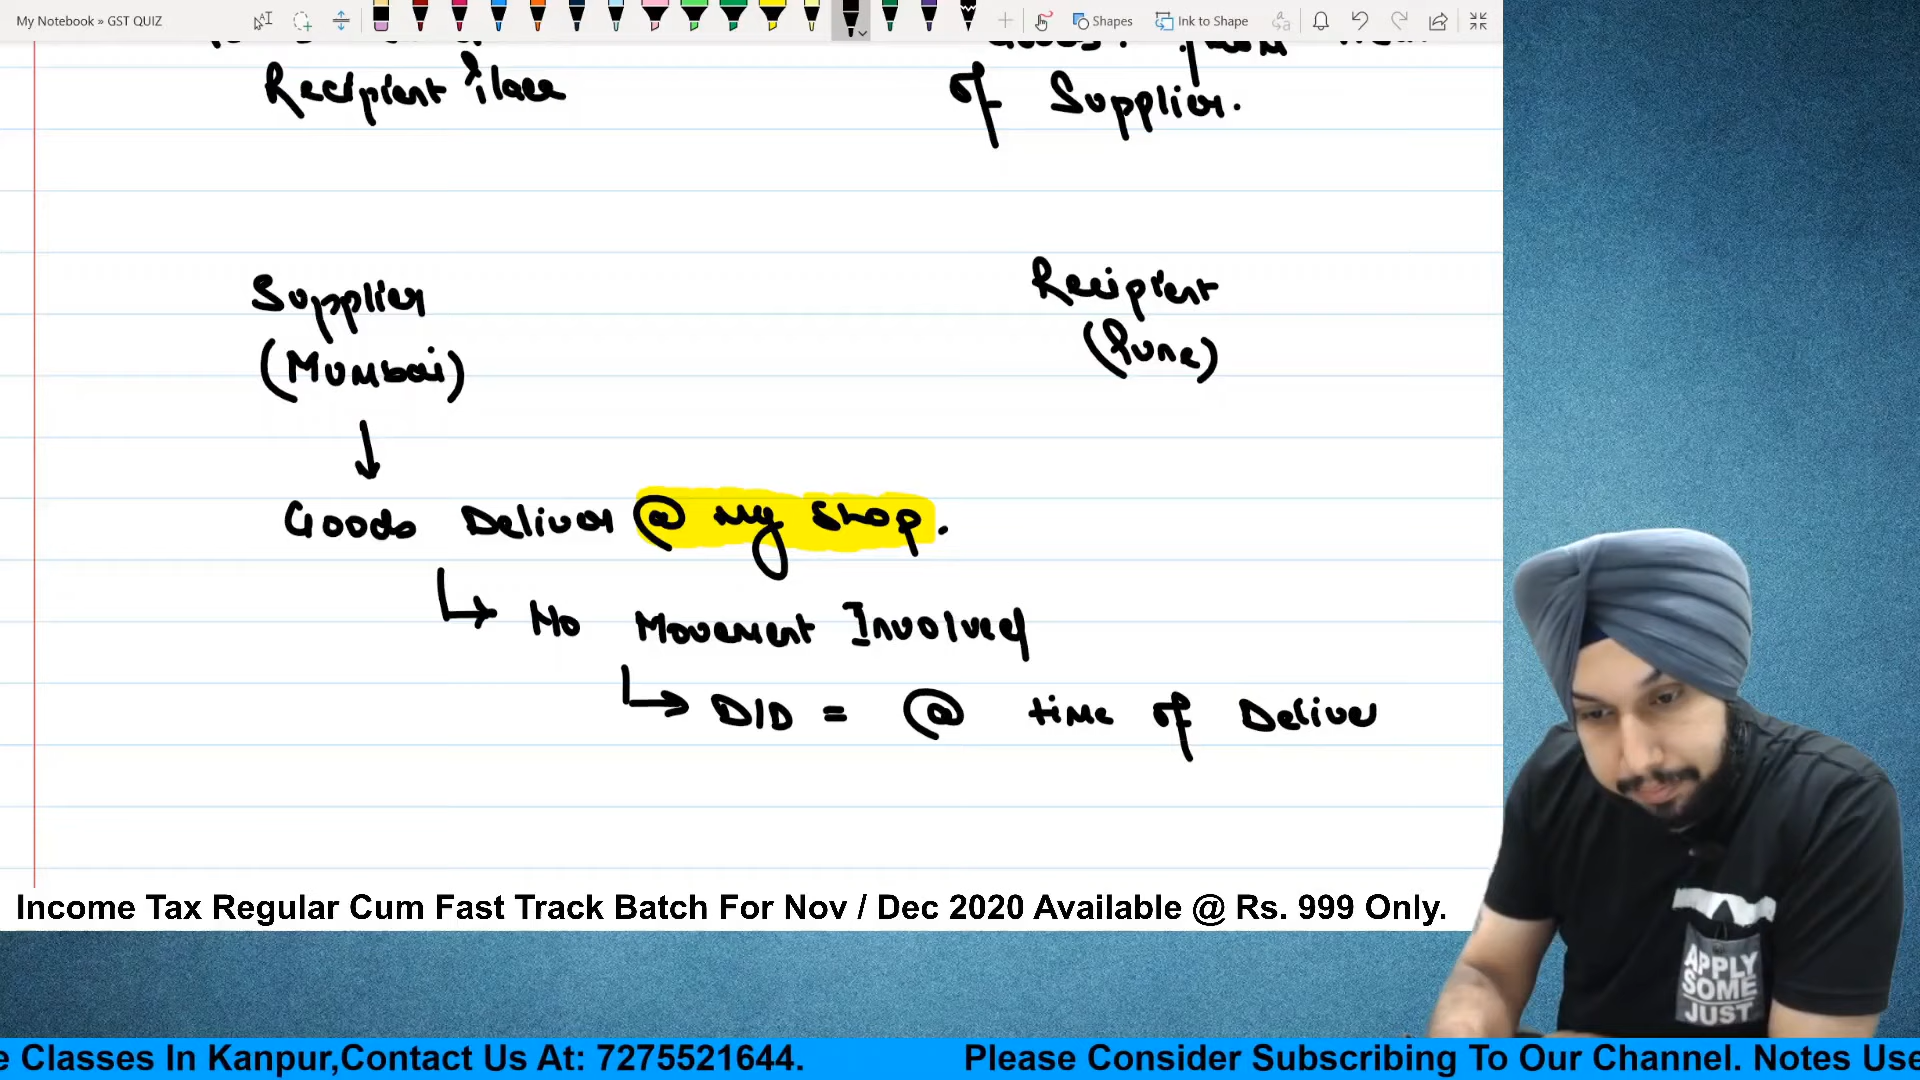 My Notebook » GST QUIZ
Shapes
Ink to Shape
Recipient Place
of Supplier.
Supplier
(Mumbai)
Recipient
(Pune)
Goods Deliver @ My Shop.
No Movement Involved
DID = @ time of Deliver
APPLY
SOME
JUST
Income Tax Regular Cum Fast Track Batch For Nov / Dec 2020 Available @ Rs. 999 Only.
e Classes In Kanpur,Contact Us At: 7275521644. Please Consider Subscribing To Our Channel. Notes Use